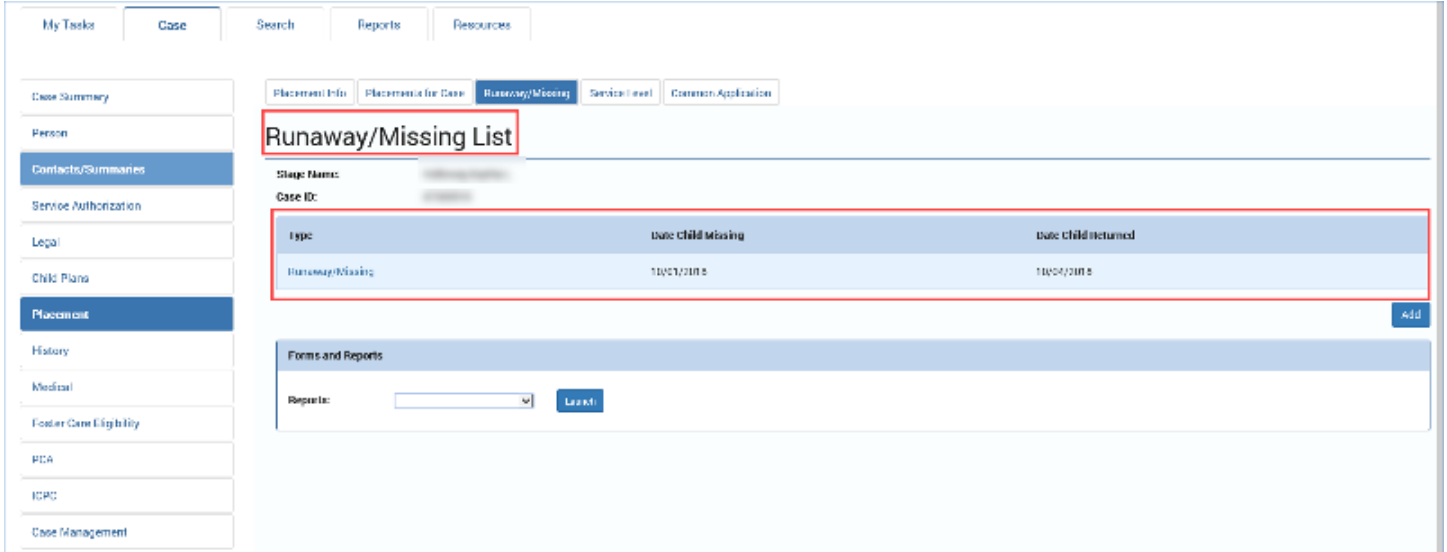 My Tasks Case Search Reports Resources
Case Summary
Person
Contacts/Summaries
Service Authorization
Legal
Child Plans
Placement
History
Medical
Foster Care Eligibility
PCA
ICPC
Case Management
Placement Info Placements for Case Runaway/Missing Service Level Common Application
Runaway/Missing List
Stage Name:
Case ID:
Type Date Child Missing Date Child Returned
Runaway/Missing
Add
Forms and Reports
Reports: Launch